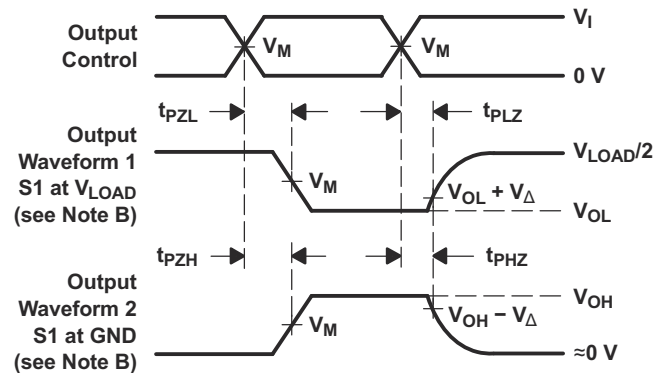 Output
Control
V_M
V_M
V_I
0 V
t_PZL
t_PLZ
Output
Waveform 1
S1 at V_LOAD
(see Note B)
V_M
V_LOAD/2
V_OL + V_Δ
V_OL
t_PZH
t_PHZ
Output
Waveform 2
S1 at GND
(see Note B)
V_M
V_OH
V_OH − V_Δ
≈0 V